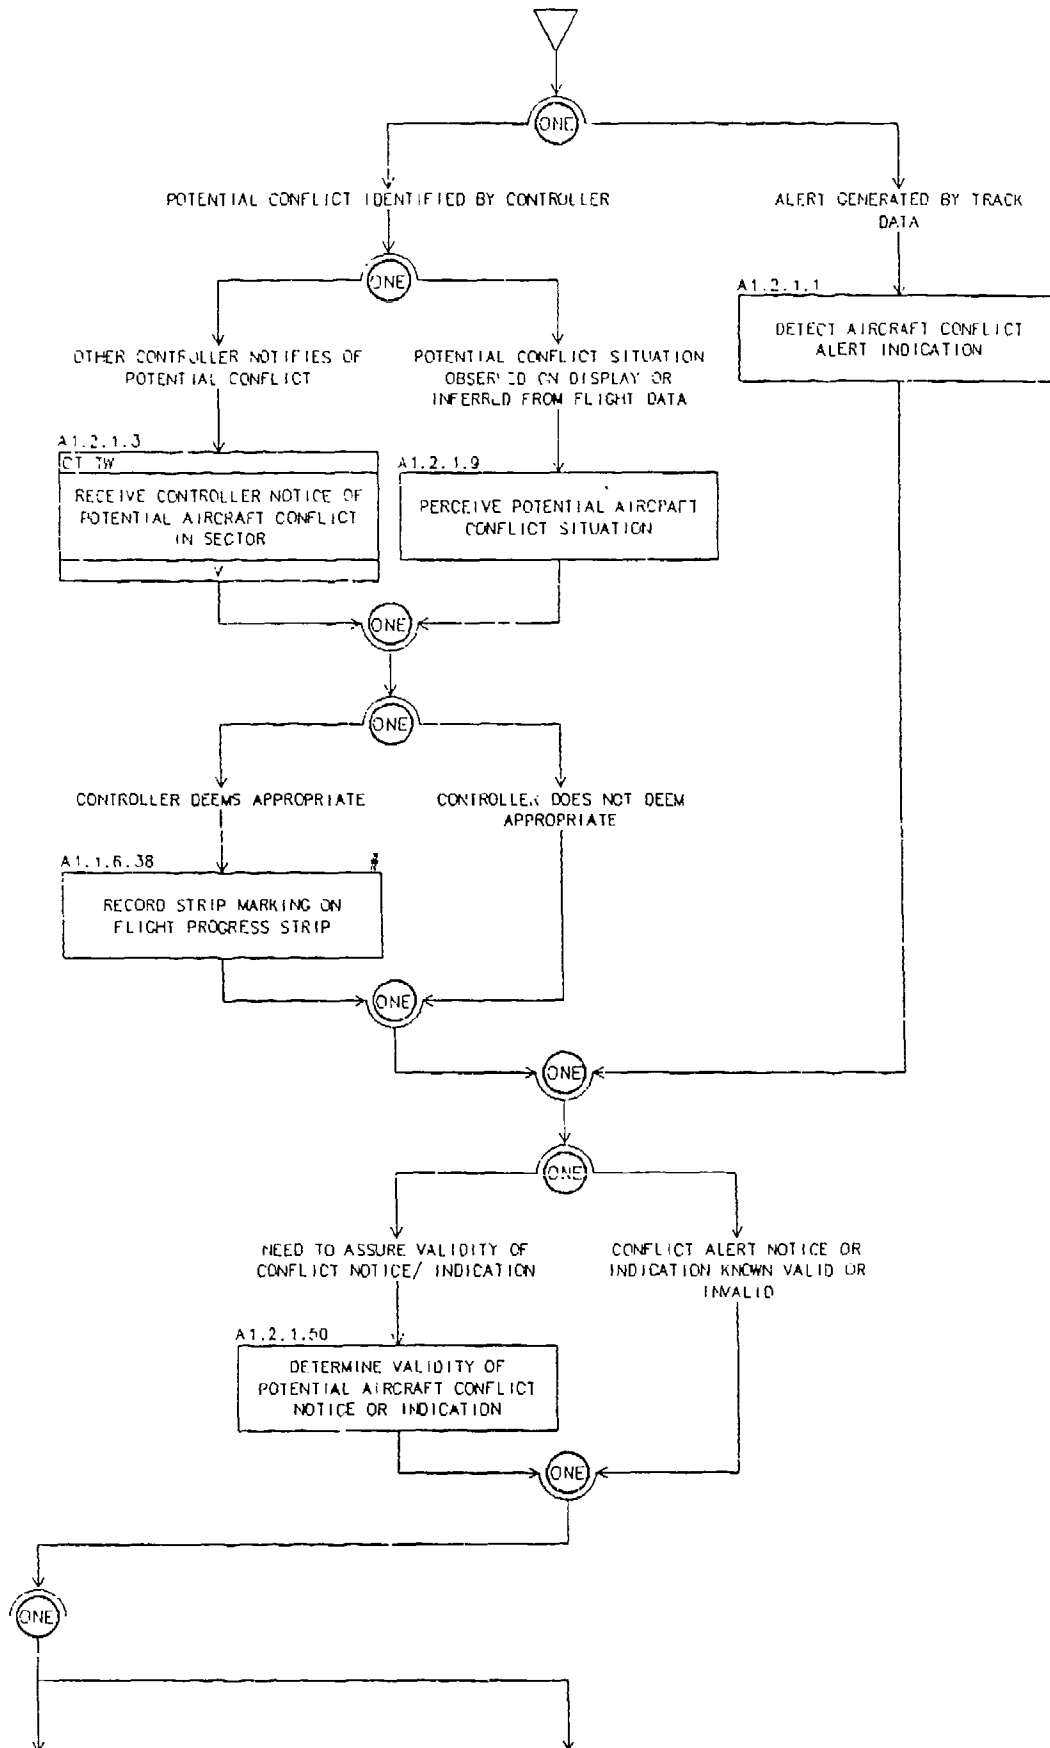 ONE
POTENTIAL CONFLICT IDENTIFIED BY CONTROLLER
ALERT GENERATED BY TRACK
DATA
ONE
A1.2.1.1
DETECT AIRCRAFT CONFLICT
ALERT INDICATION
OTHER CONTROLLER NOTIFIES OF
POTENTIAL CONFLICT
POTENTIAL CONFLICT SITUATION
OBSERVED ON DISPLAY OR
INFERRED FROM FLIGHT DATA
A1.2.1.3
CT TW
RECEIVE CONTROLLER NOTICE OF
POTENTIAL AIRCRAFT CONFLICT
IN SECTOR
V
A1.2.1.9
PERCEIVE POTENTIAL AIRCRAFT
CONFLICT SITUATION
ONE
ONE
CONTROLLER DEEMS APPROPRIATE
CONTROLLER DOES NOT DEEM
APPROPRIATE
A1.1.6.38
RECORD STRIP MARKING ON
FLIGHT PROGRESS STRIP
ONE
ONE
ONE
NEED TO ASSURE VALIDITY OF
CONFLICT NOTICE/ INDICATION
CONFLICT ALERT NOTICE OR
INDICATION KNOWN VALID OR
INVALID
A1.2.1.50
DETERMINE VALIDITY OF
POTENTIAL AIRCRAFT CONFLICT
NOTICE OR INDICATION
ONE
ONE